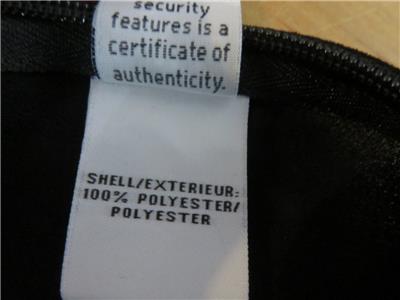 security
features is a
certificate of
authenticity.
SHELL/EXTERIEUR:
100% POLYESTER/
POLYESTER